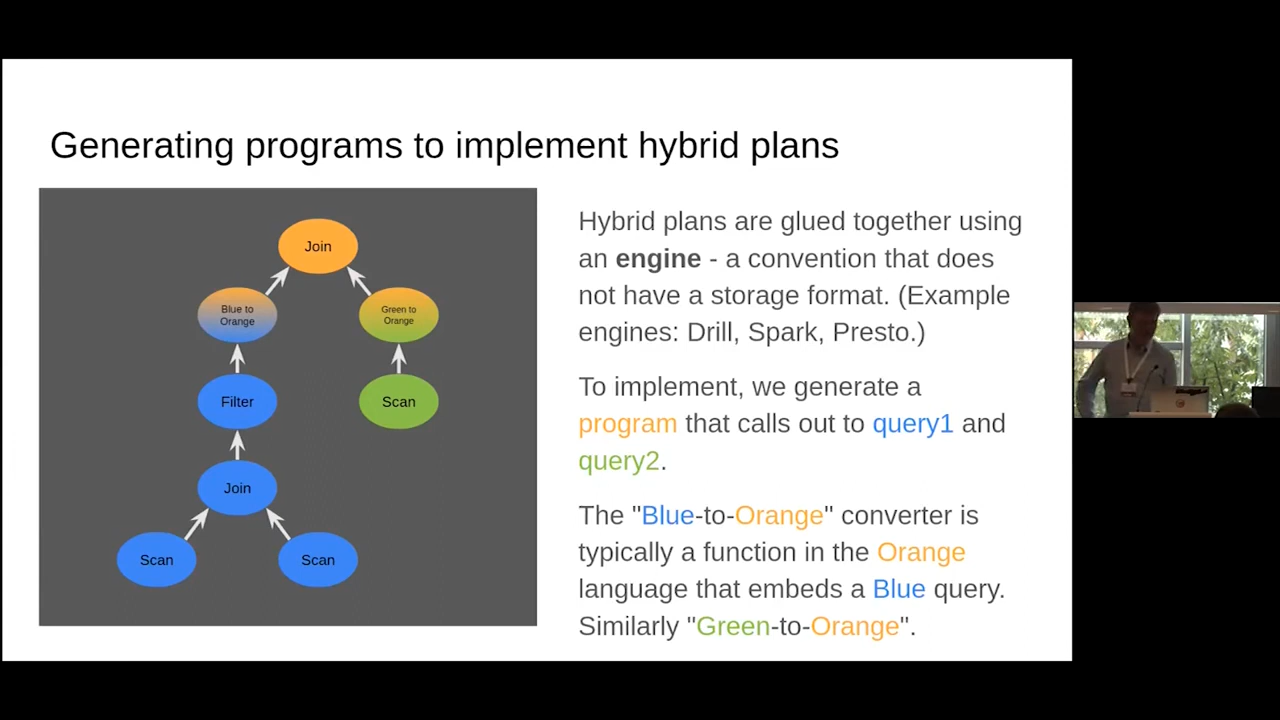 Generating programs to implement hybrid plans
Join
Blue to
Orange
Green to
Orange
Filter
Scan
Join
Scan
Scan
Hybrid plans are glued together using
an engine - a convention that does
not have a storage format. (Example
engines: Drill, Spark, Presto.)
To implement, we generate a
program that calls out to query1 and
query2.
The "Blue-to-Orange" converter is
typically a function in the Orange
language that embeds a Blue query.
Similarly "Green-to-Orange".